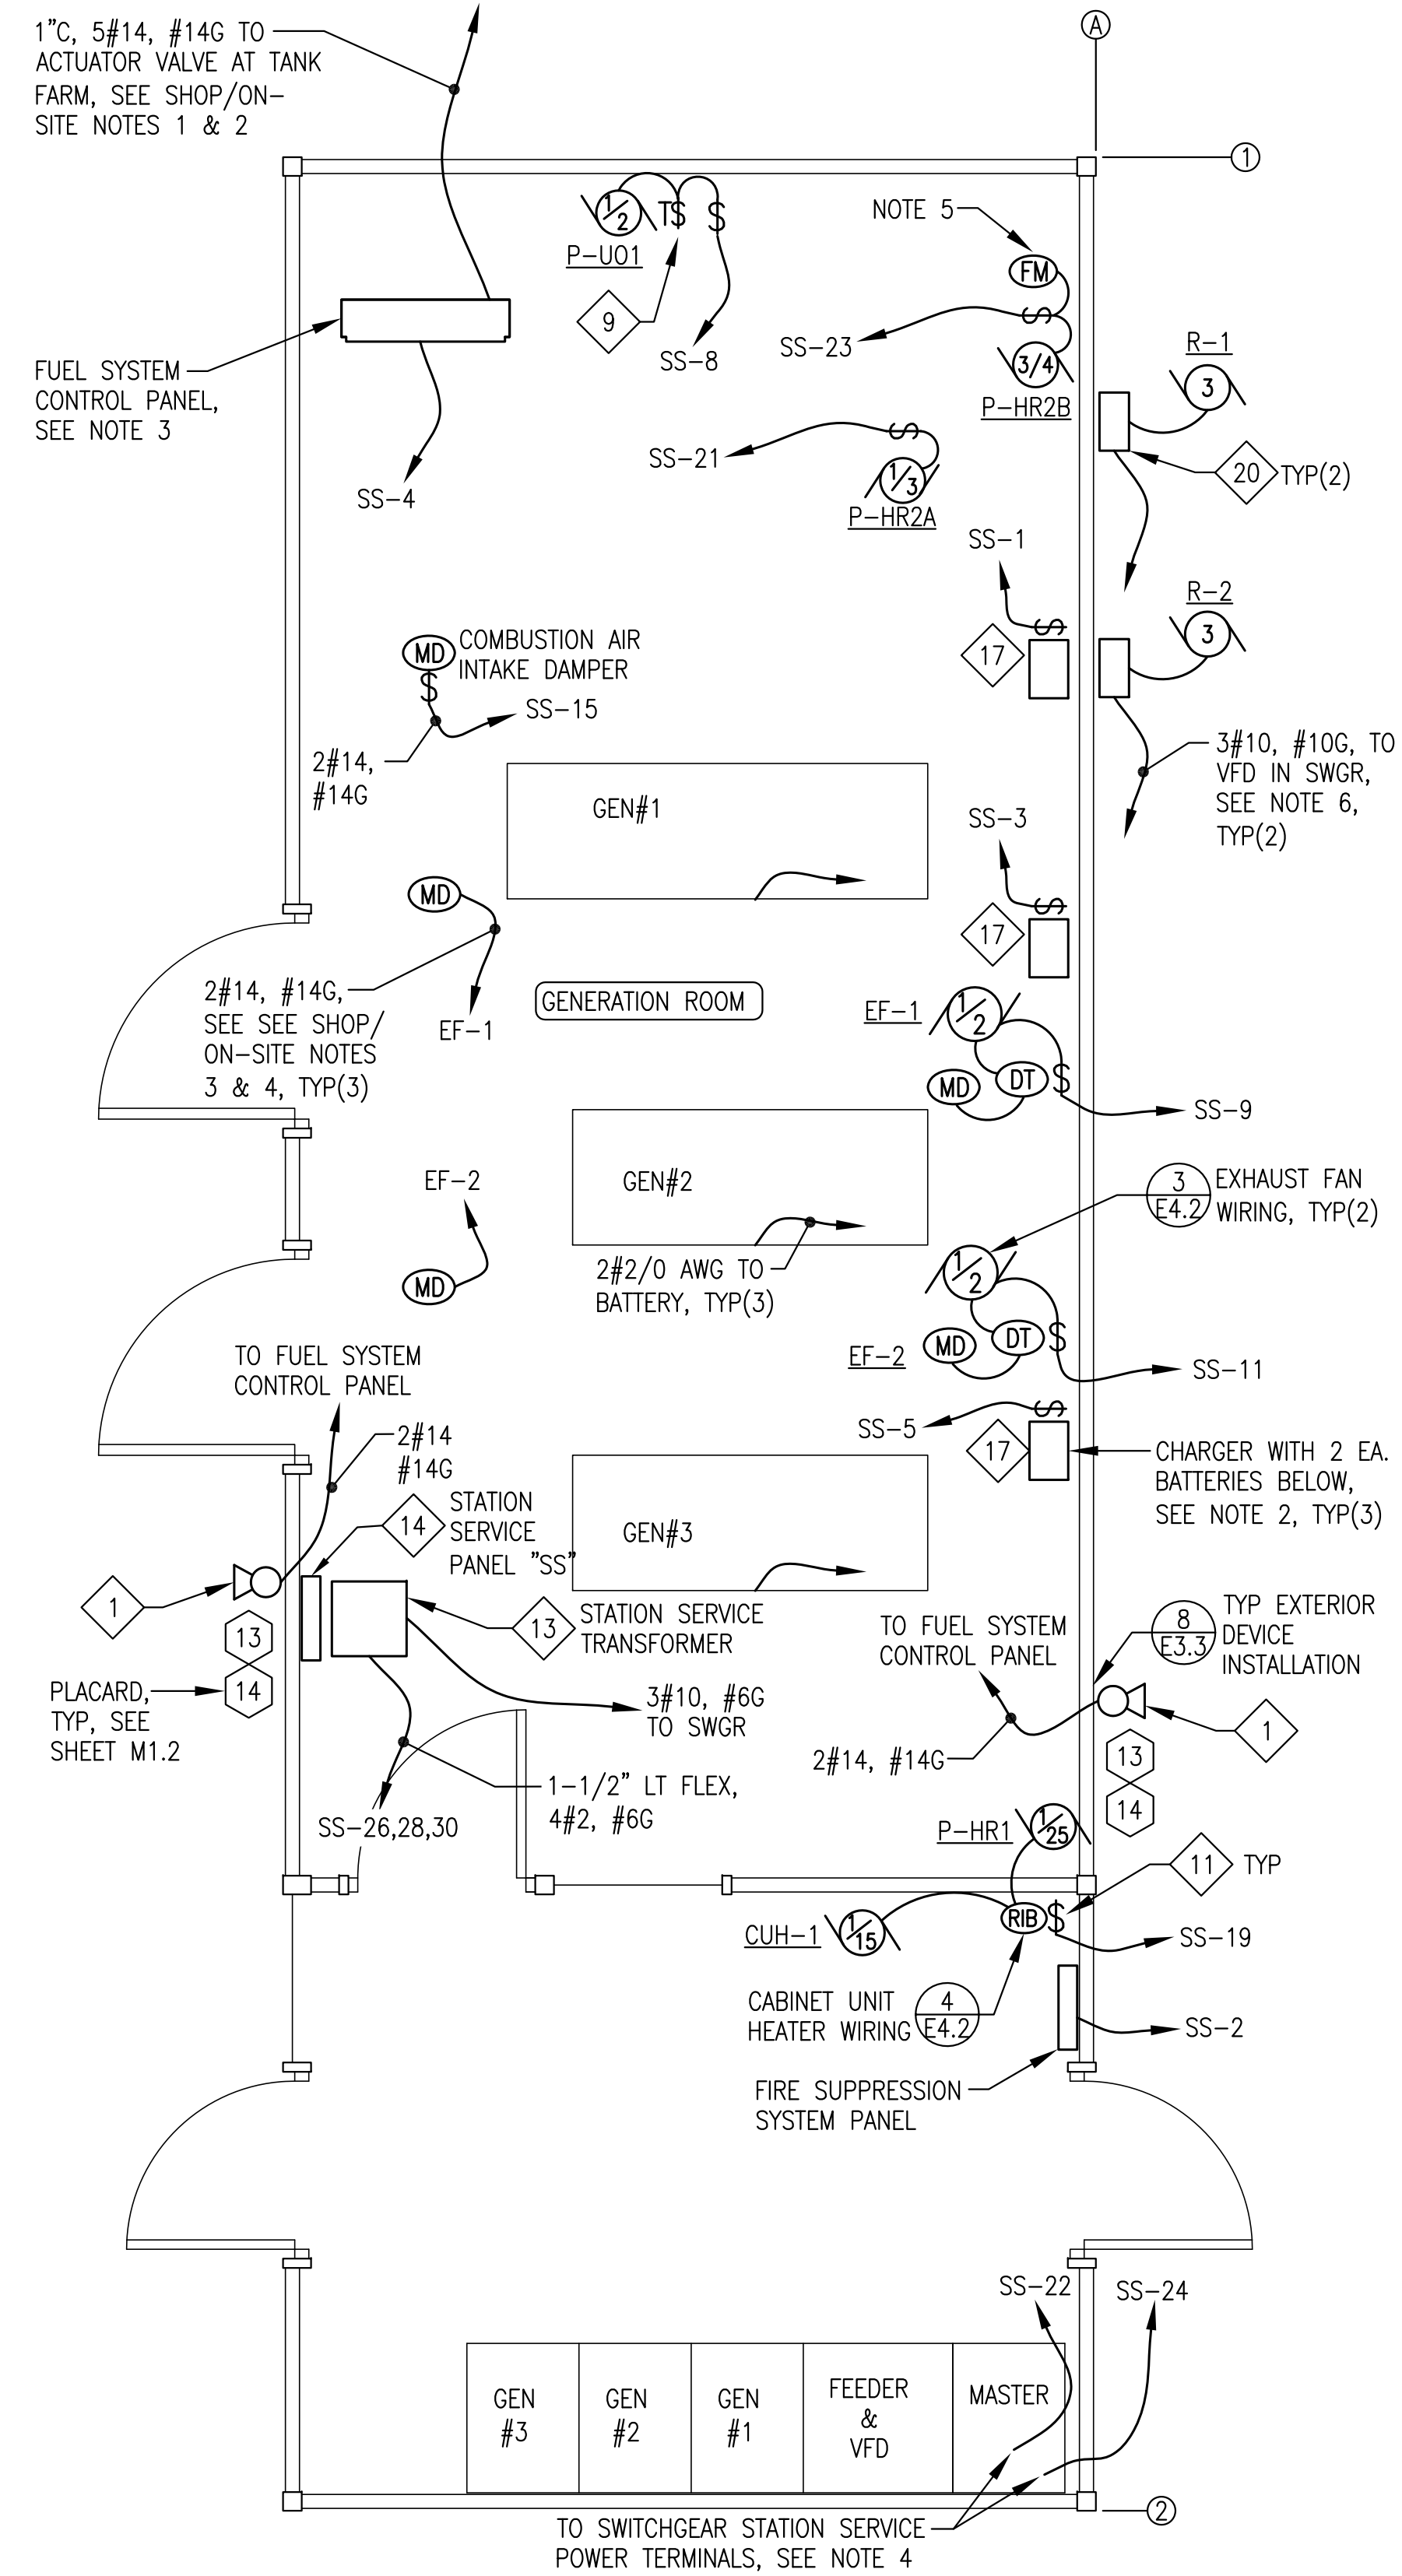 1"C, 5#14, #14G TO
ACTUATOR VALVE AT TANK
FARM, SEE SHOP/ON-
SITE NOTES 1 & 2
A
1
1/2
T$
$
P-UO1
9
SS-8
NOTE 5
FM
$
SS-23
3/4
P-HR2B
R-1
3
20
TYP(2)
FUEL SYSTEM
CONTROL PANEL,
SEE NOTE 3
SS-4
SS-21
$
1/3
P-HR2A
SS-1
$
17
R-2
3
MD
COMBUSTION AIR
INTAKE DAMPER
$
SS-15
2#14,
#14G
3#10, #10G, TO
VFD IN SWGR,
SEE NOTE 6,
TYP(2)
GEN#1
SS-3
$
17
MD
2#14, #14G,
SEE SEE SHOP/
ON-SITE NOTES
3 & 4, TYP(3)
EF-1
GENERATION ROOM
EF-1
1/2
MD
DT
$
SS-9
GEN#2
EF-2
MD
2#2/0 AWG TO
BATTERY, TYP(3)
3
E4.2
EXHAUST FAN
WIRING, TYP(2)
1/2
EF-2
MD
DT
$
SS-11
TO FUEL SYSTEM
CONTROL PANEL
2#14
#14G
SS-5
$
17
CHARGER WITH 2 EA.
BATTERIES BELOW,
SEE NOTE 2, TYP(3)
14
STATION
SERVICE
PANEL "SS"
GEN#3
1
13
14
PLACARD,
TYP, SEE
SHEET M1.2
13
STATION SERVICE
TRANSFORMER
3#10, #6G
TO SWGR
TO FUEL SYSTEM
CONTROL PANEL
8
E3.3
TYP EXTERIOR
DEVICE
INSTALLATION
2#14, #14G
1
13
14
1-1/2" LT FLEX,
4#2, #6G
SS-26,28,30
P-HR1
1/25
11
TYP
CUH-1
1/15
RIB
$
SS-19
CABINET UNIT
HEATER WIRING
4
E4.2
SS-2
FIRE SUPPRESSION
SYSTEM PANEL
SS-22
SS-24
GEN
#3
GEN
#2
GEN
#1
FEEDER
&
VFD
MASTER
2
TO SWITCHGEAR STATION SERVICE
POWER TERMINALS, SEE NOTE 4